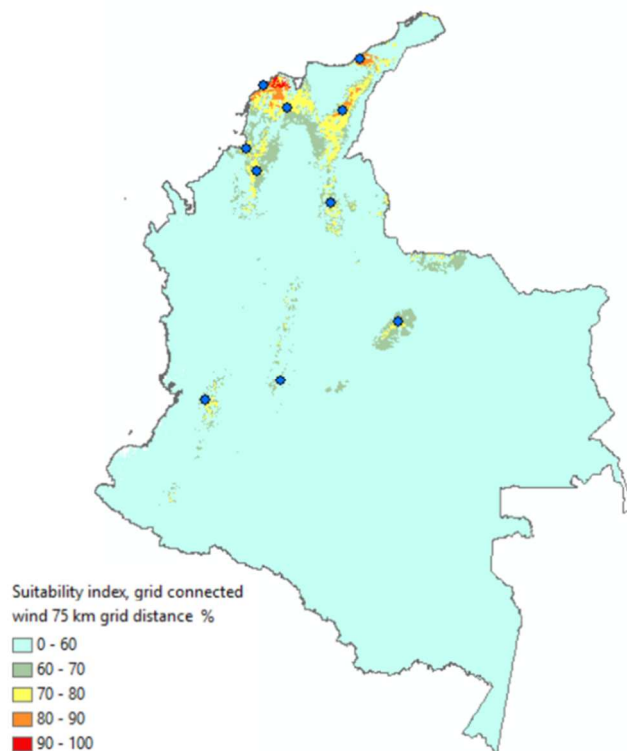 Suitability index, grid connected
wind 75 km grid distance %
0 - 60
60 - 70
70 - 80
80 - 90
90 - 100